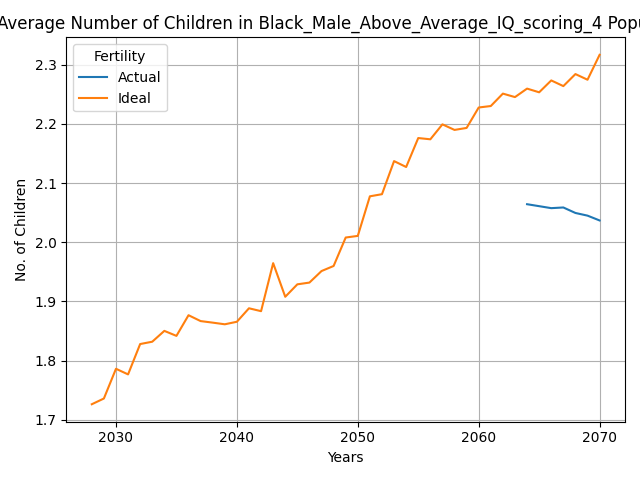 Average Number of Children in Black_Male_Above_Average_IQ_scoring_4 Popu
Fertility
Actual
Ideal
No. of Children
2.3
2.2
2.1
2.0
1.9
1.8
1.7
2030 2040 2050 2060 2070
Years